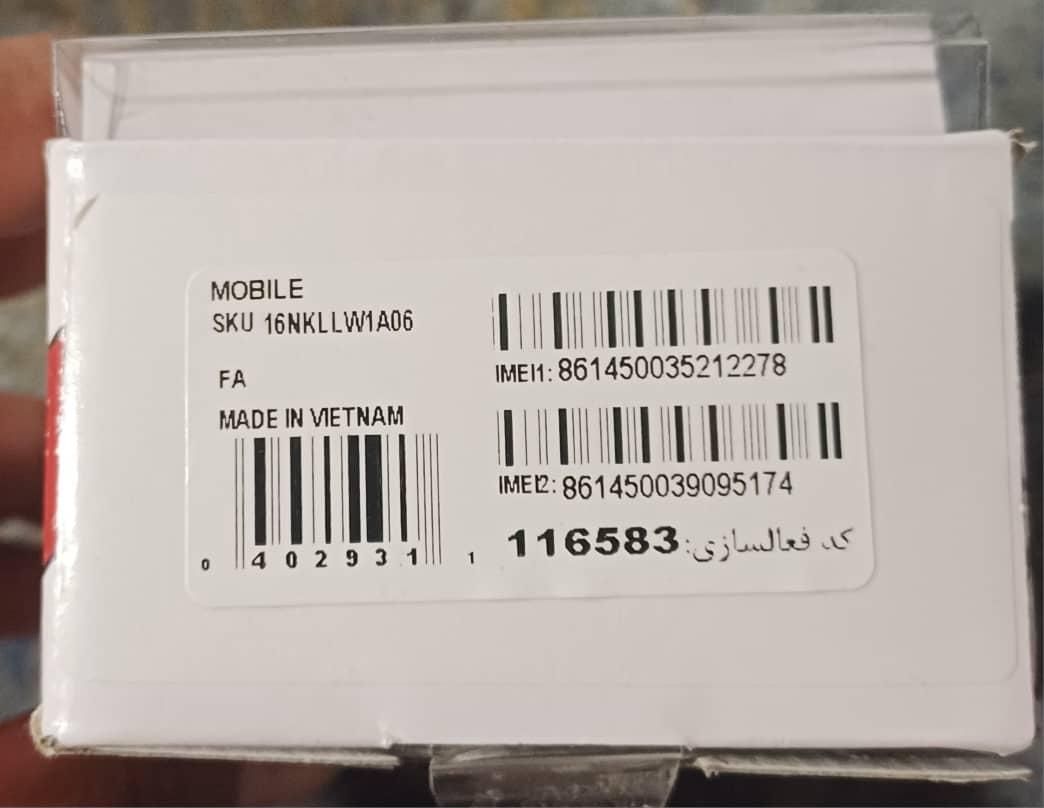 MOBILE
SKU 16NKLLW1A06
FA
MADE IN VIETNAM
0 402931 1
IMEI1: 861450035212278
IMEI2: 861450039095174
کد فعالسازی: 116583